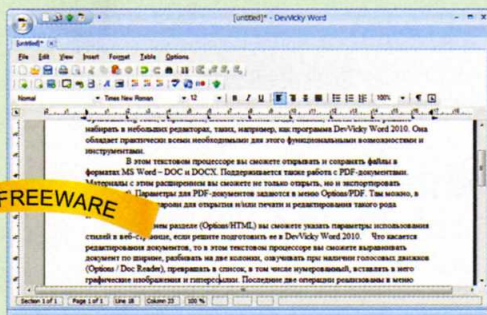 [untitled]* - DevVicky Word
[untitled]*
File Edit View Insert Format Table Options
Normal Times New Roman 12 B I U 100%
набирать в небольших редакторах, таких, например, как программа DevVicky Word 2010. Она
обладает практически всеми необходимыми для этого функциональными возможностями и
инструментами.
В этом текстовом процессоре вы сможете открывать и сохранять файлы в
форматах MS Word – DOC и DOCX. Поддерживается также работа с PDF-документами.
Материалы с этим расширением вы сможете не только открыть, но и экспортировать
Параметры для PDF-документов задаются в меню Options/PDF. Там можно, в
пароли для открытия и/или печати и редактирования такого рода
FREEWARE
нем разделе (Options/HTML) вы сможете указать параметры использования
стилей в веб-странице, если решите подготовить ее в DevVicky Word 2010. Что касается
редактирования документов, то в этом текстовом процессоре вы сможете выравнивать
документ по ширине, разбивать на две колонки, озвучивать при наличии голосовых движков
(Options / Doc Reader), превращать в список, в том числе нумерованный, вставлять в него
графические изображения и гиперссылки. Последние две операции реализованы в меню
Section 1 of 1 Page 1 of 1 Line 18 Column 23 100 %